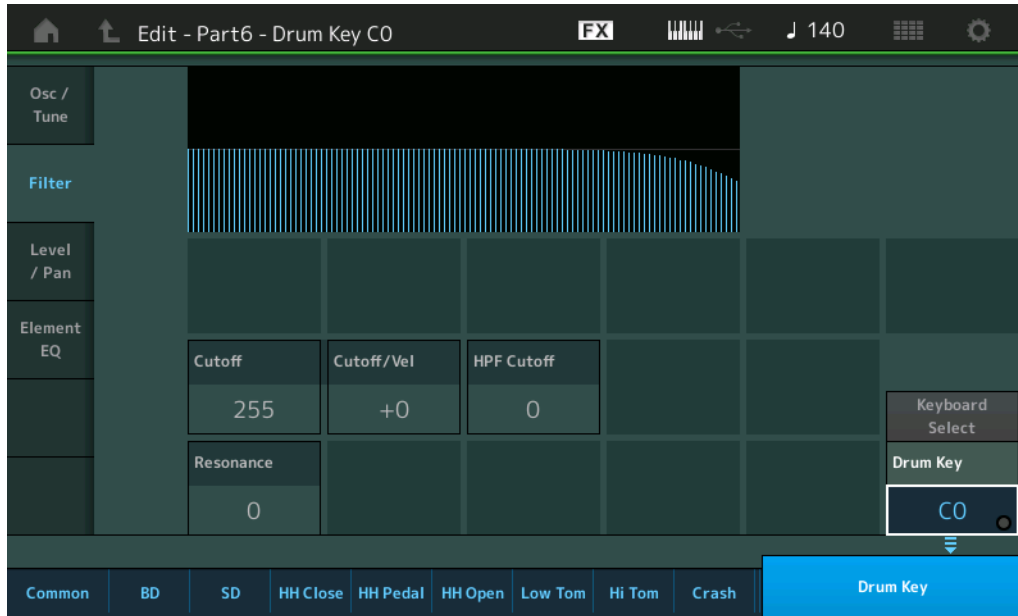 Edit - Part6 - Drum Key C0
FX
♩ 140
Osc /
Tune
Filter
Level
/ Pan
Element
EQ
Cutoff
Cutoff/Vel
HPF Cutoff
255
+0
0
Keyboard
Select
Resonance
Drum Key
0
C0
Common
BD
SD
HH Close
HH Pedal
HH Open
Low Tom
Hi Tom
Crash
Drum Key